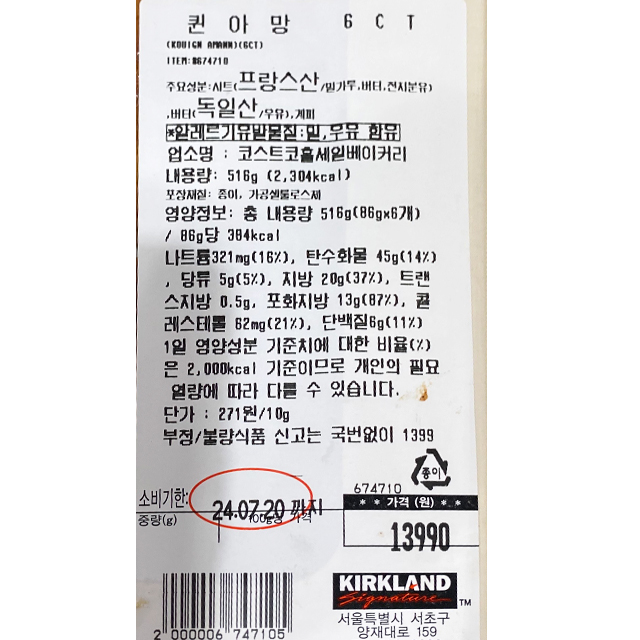 퀸아망 6CT
(KOUIGN AMANN)(6CT)
ITEM:#674710
주요성분:시트(프랑스산/밀가루,버터,전지분유)
,버터(독일산/우유),계피
*알레르기유발물질:밀,우유 함유
업소명 : 코스트코홀세일베이커리
내용량: 516g (2,304kcal)
포장재질: 종이, 가공셀룰로스제
영양정보: 총 내용량 516g(86gx6개)
/ 86g당 384kcal
나트륨321mg(16%), 탄수화물 45g(14%)
, 당류 5g(5%), 지방 20g(37%), 트랜
스지방 0.5g, 포화지방 13g(87%), 콜
레스테롤 62mg(21%), 단백질6g(11%)
1일 영양성분 기준치에 대한 비율(%)
은 2,000kcal 기준이므로 개인의 필요
열량에 따라 다를 수 있습니다.
단가 : 271원/10g
부정/불량식품 신고는 국번없이 1399
종이
소비기한: 24.07.20 까지
674710
중량(g) 100g당 가격
* * 가격 (원) * *
13990
KIRKLAND
Signature™
서울특별시 서초구
양재대로 159
2 000006 747105